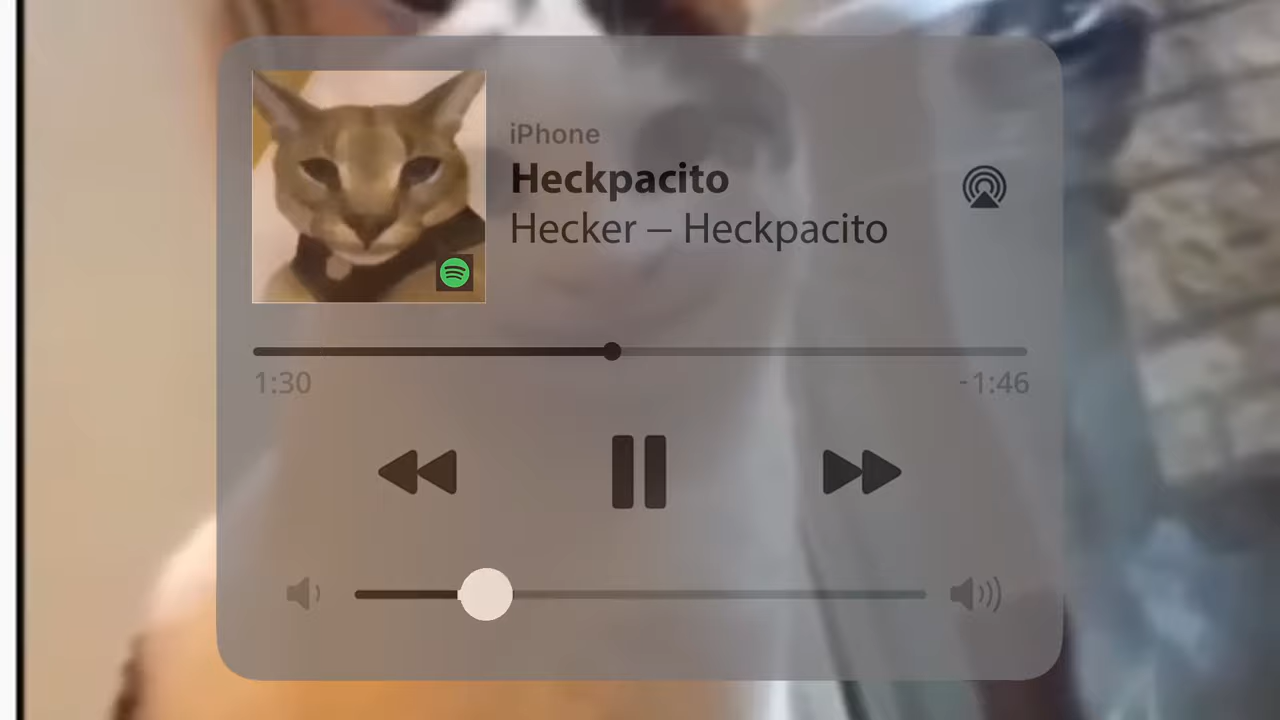 iPhone
Heckpacito
Hecker – Heckpacito
1:30
-1:46